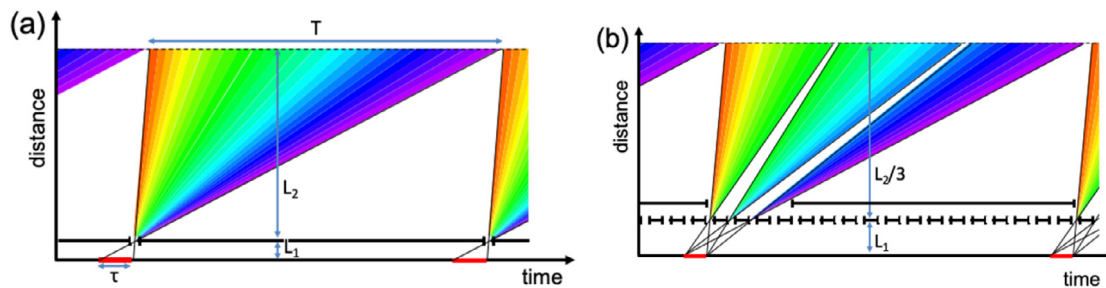 (a)
T
distance
L₂
L₁
τ
time
(b)
distance
L₂/3
L₁
time